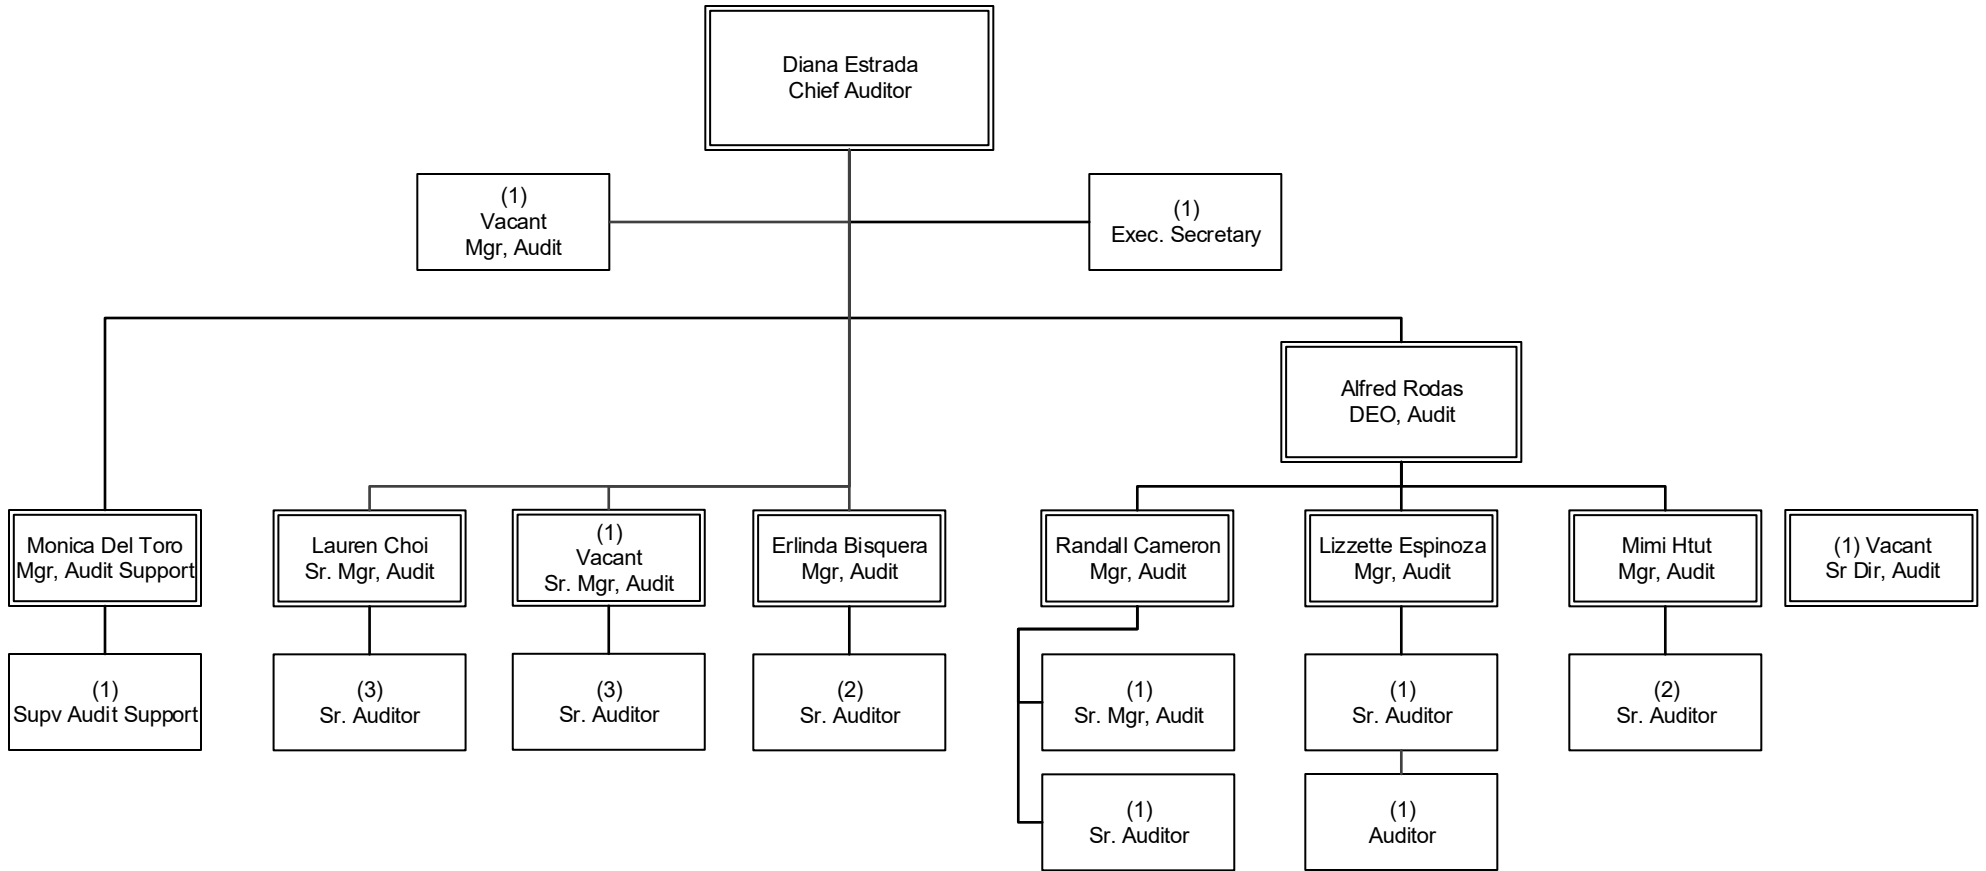 Diana Estrada
Chief Auditor
(1)
Vacant
Mgr, Audit
(1)
Exec. Secretary
Alfred Rodas
DEO, Audit
Monica Del Toro
Mgr, Audit Support
Lauren Choi
Sr. Mgr, Audit
(1)
Vacant
Sr. Mgr, Audit
Erlinda Bisquera
Mgr, Audit
Randall Cameron
Mgr, Audit
Lizzette Espinoza
Mgr, Audit
Mimi Htut
Mgr, Audit
(1) Vacant
Sr Dir, Audit
(1)
Supv Audit Support
(3)
Sr. Auditor
(3)
Sr. Auditor
(2)
Sr. Auditor
(1)
Sr. Mgr, Audit
(1)
Sr. Auditor
(2)
Sr. Auditor
(1)
Sr. Auditor
(1)
Auditor